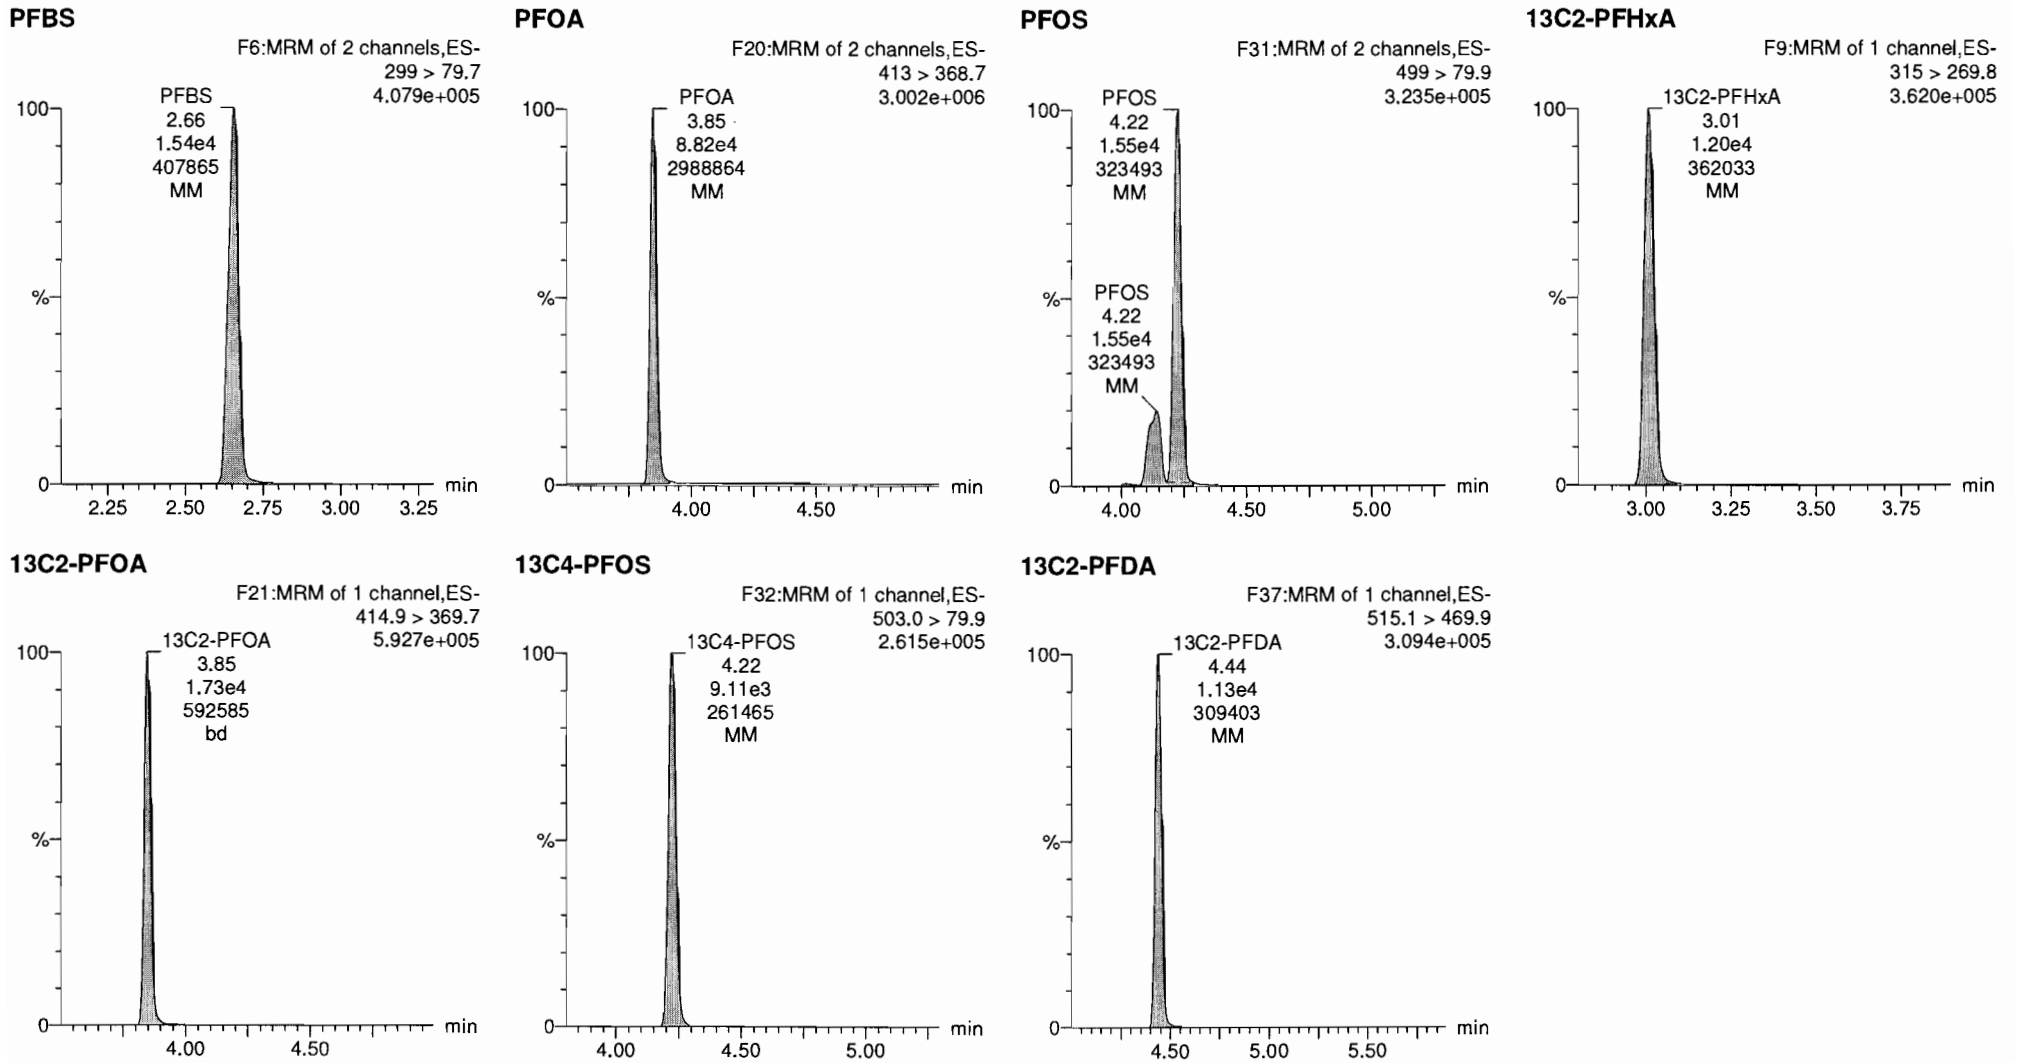 PFBS
F6:MRM of 2 channels,ES-
299 > 79.7
4.079e+005
100
PFBS
2.66
1.54e4
407865
MM
%
0
min
2.25 2.50 2.75 3.00 3.25
PFOA
F20:MRM of 2 channels,ES-
413 > 368.7
3.002e+006
100
PFOA
3.85
8.82e4
2988864
MM
%
0
min
4.00 4.50
PFOS
F31:MRM of 2 channels,ES-
499 > 79.9
3.235e+005
100
PFOS
4.22
1.55e4
323493
MM
%
PFOS
4.22
1.55e4
323493
MM
0
min
4.00 4.50 5.00
13C2-PFHxA
F9:MRM of 1 channel,ES-
315 > 269.8
3.620e+005
100
13C2-PFHxA
3.01
1.20e4
362033
MM
%
0
min
3.00 3.25 3.50 3.75
13C2-PFOA
F21:MRM of 1 channel,ES-
414.9 > 369.7
5.927e+005
100
13C2-PFOA
3.85
1.73e4
592585
bd
%
0
min
4.00 4.50
13C4-PFOS
F32:MRM of 1 channel,ES-
503.0 > 79.9
2.615e+005
100
13C4-PFOS
4.22
9.11e3
261465
MM
%
0
min
4.00 4.50 5.00
13C2-PFDA
F37:MRM of 1 channel,ES-
515.1 > 469.9
3.094e+005
100
13C2-PFDA
4.44
1.13e4
309403
MM
%
0
min
4.50 5.00 5.50